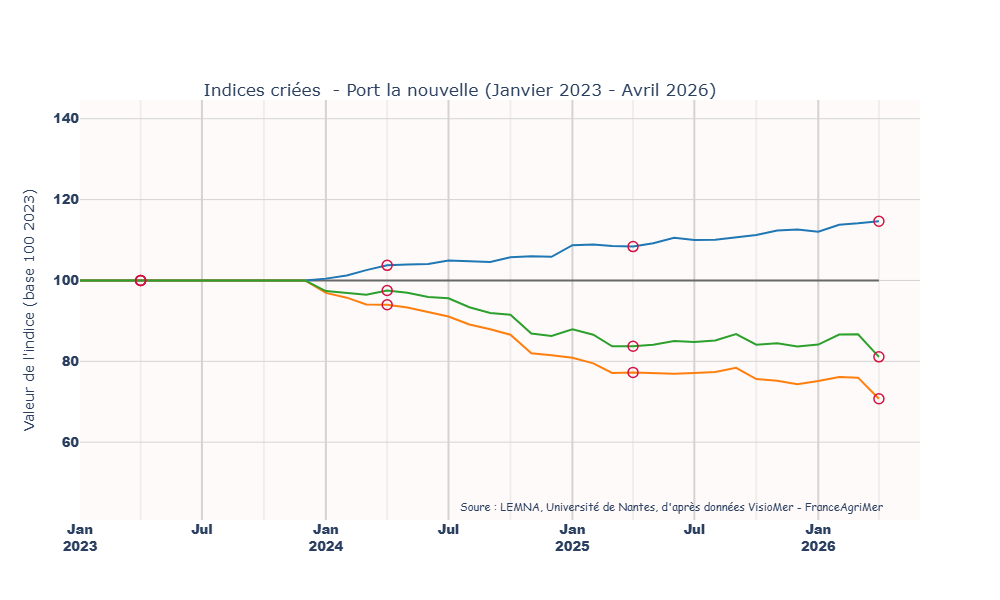 Indices criées  - Port la nouvelle (Janvier 2023 - Avril 2026)
Valeur de l'indice (base 100 2023)
140
120
100
80
60
Soure : LEMNA, Université de Nantes, d'après données VisioMer - FranceAgriMer
Jan Jul Jan Jul Jan Jul Jan
2023 2024 2025 2026